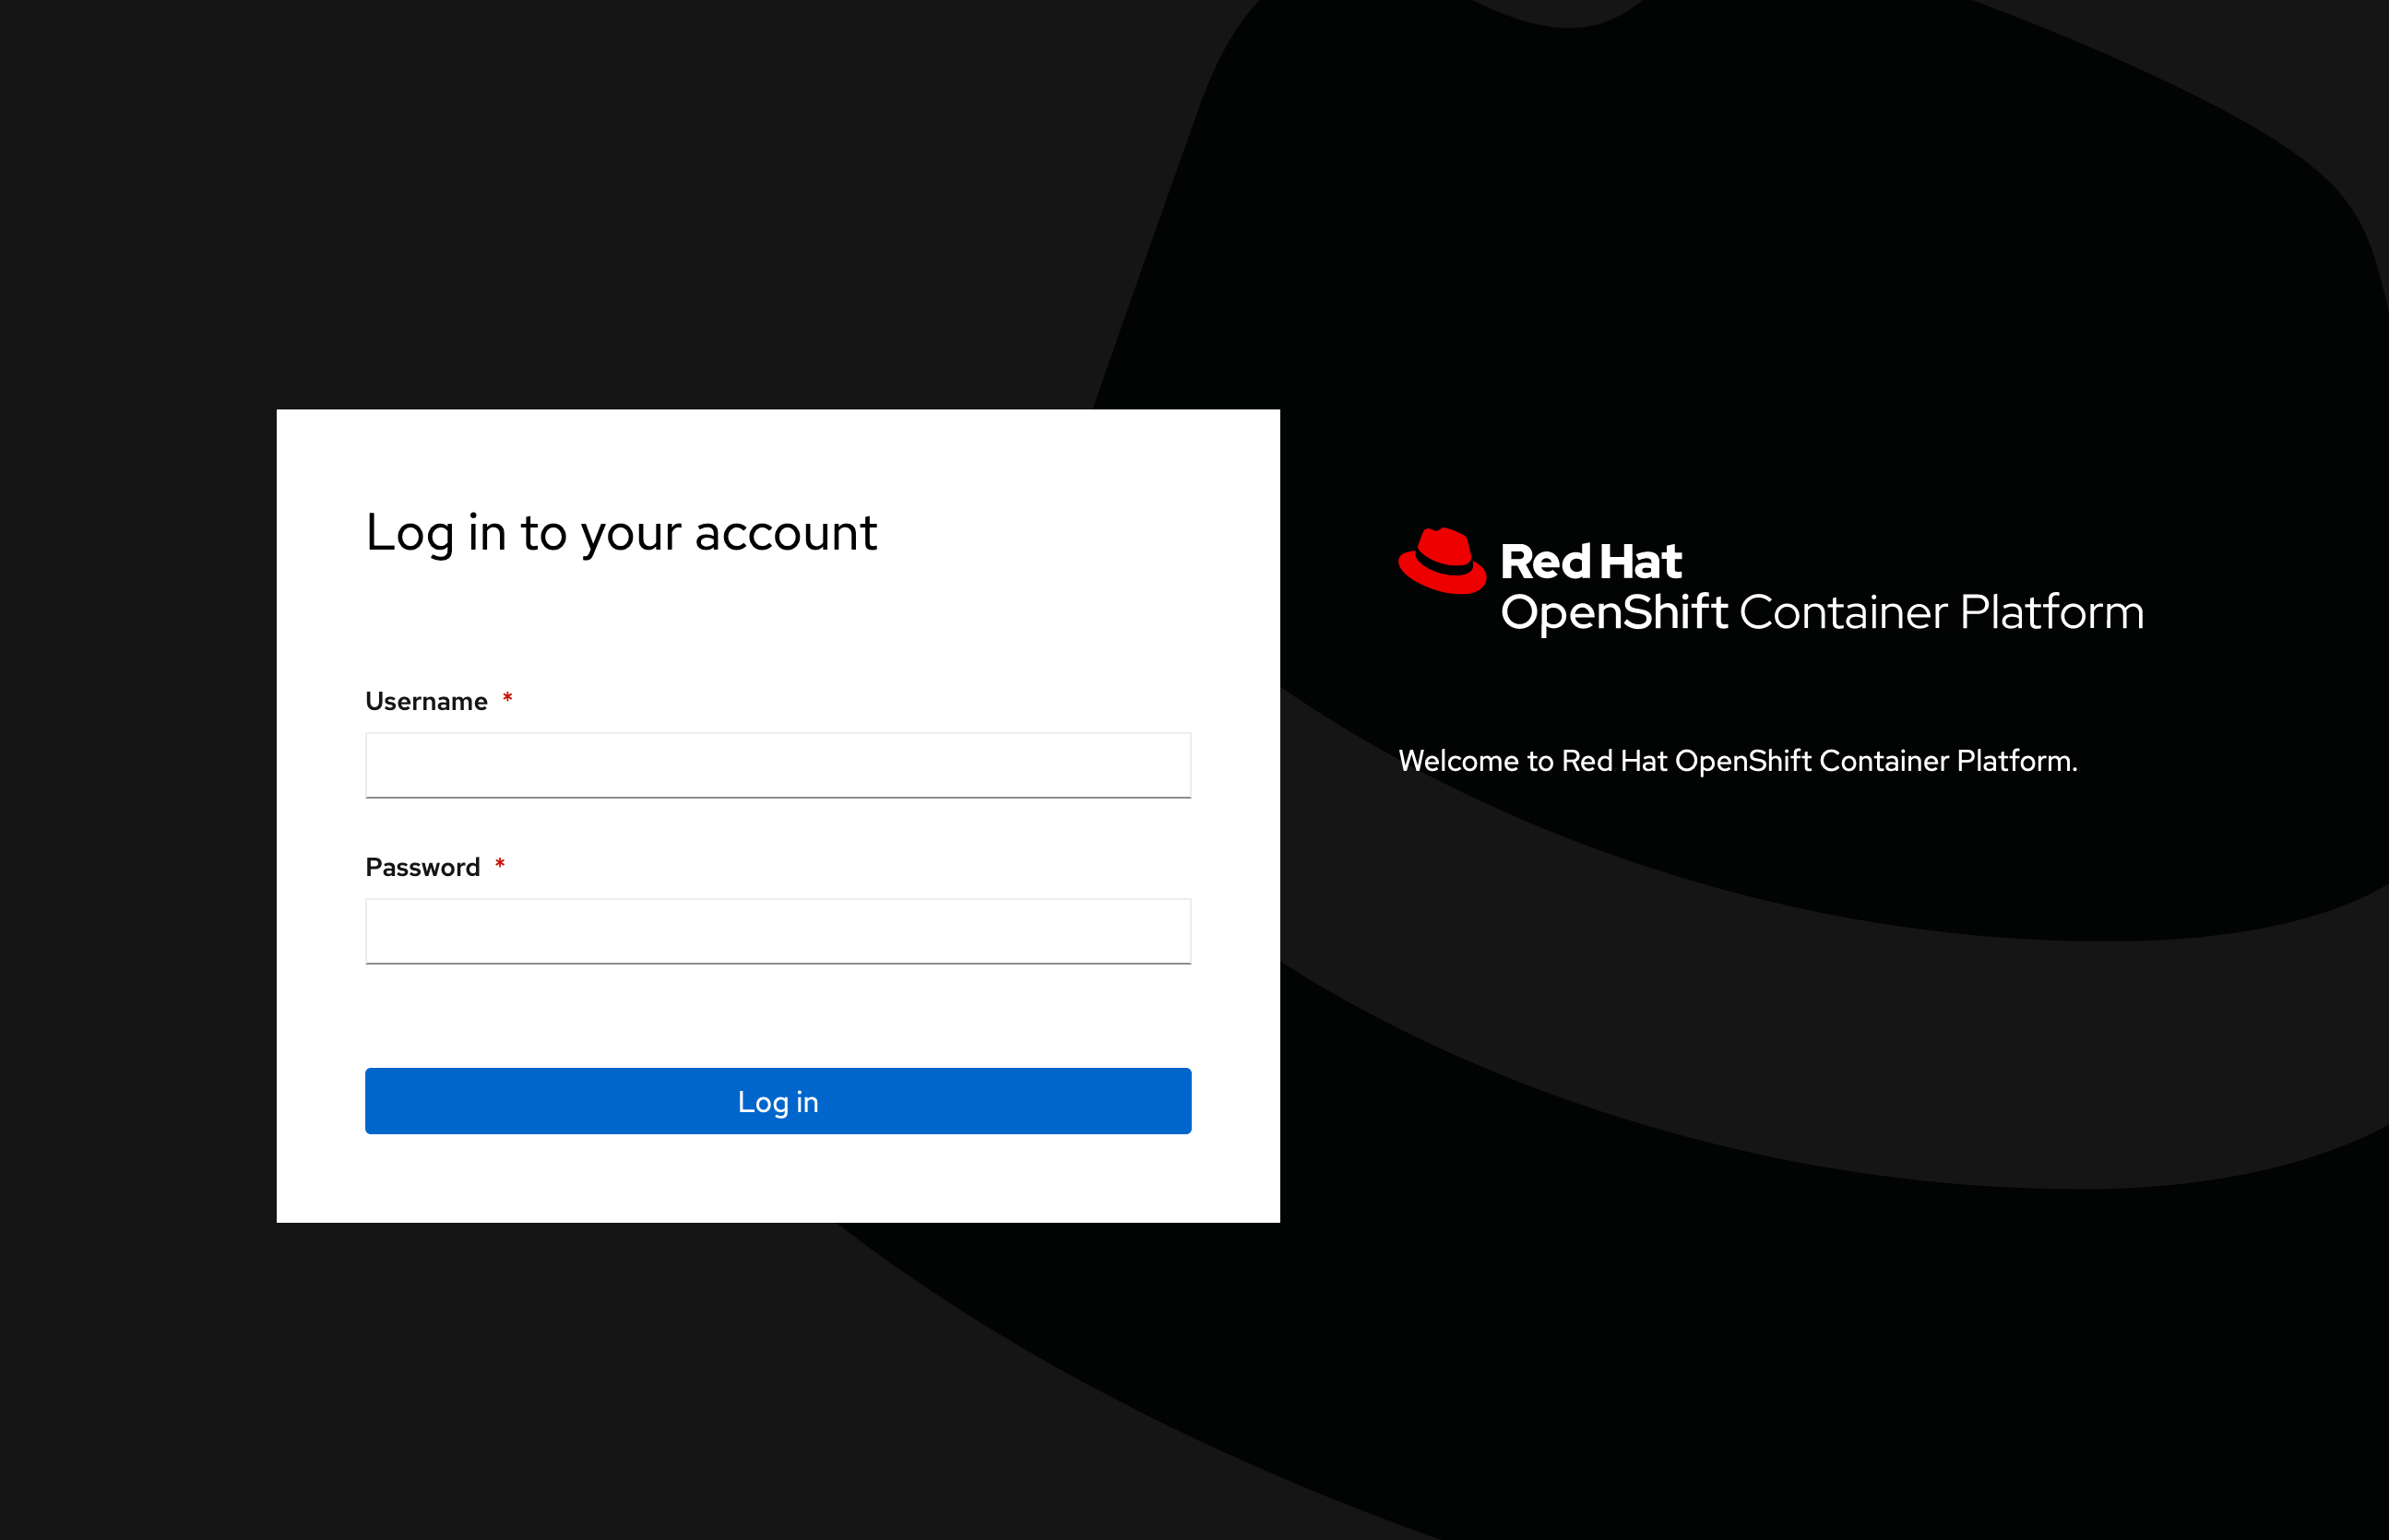 Log in to your account
Username *
Password *
Log in
Red Hat
OpenShift Container Platform
Welcome to Red Hat OpenShift Container Platform.